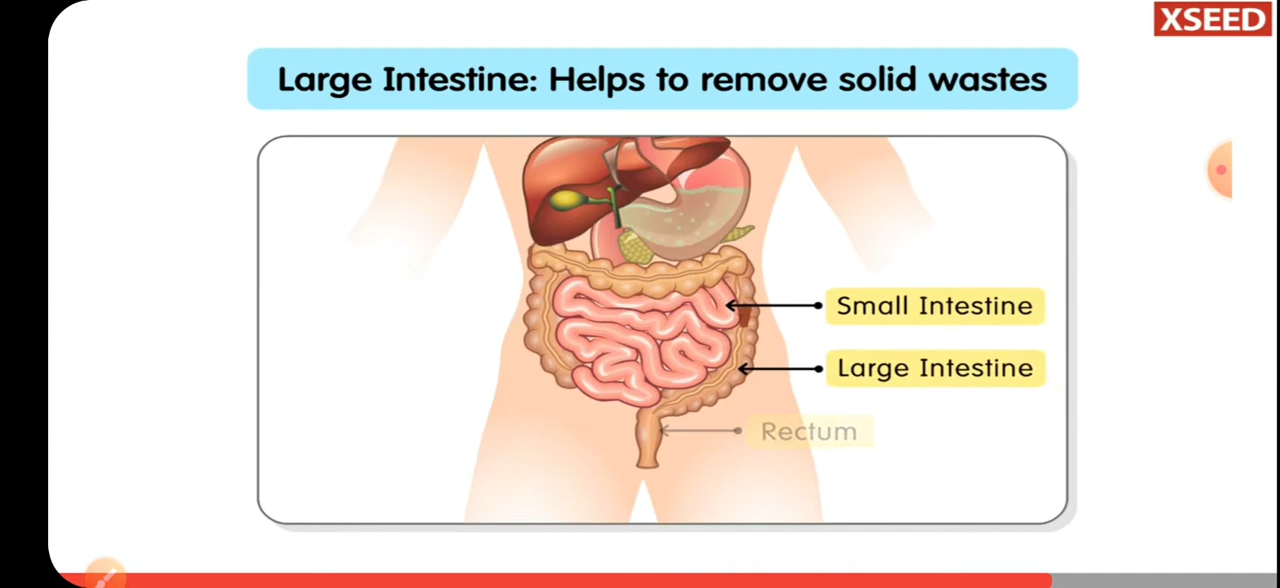 XSEED
Large Intestine: Helps to remove solid wastes
Small Intestine
Large Intestine
Rectum